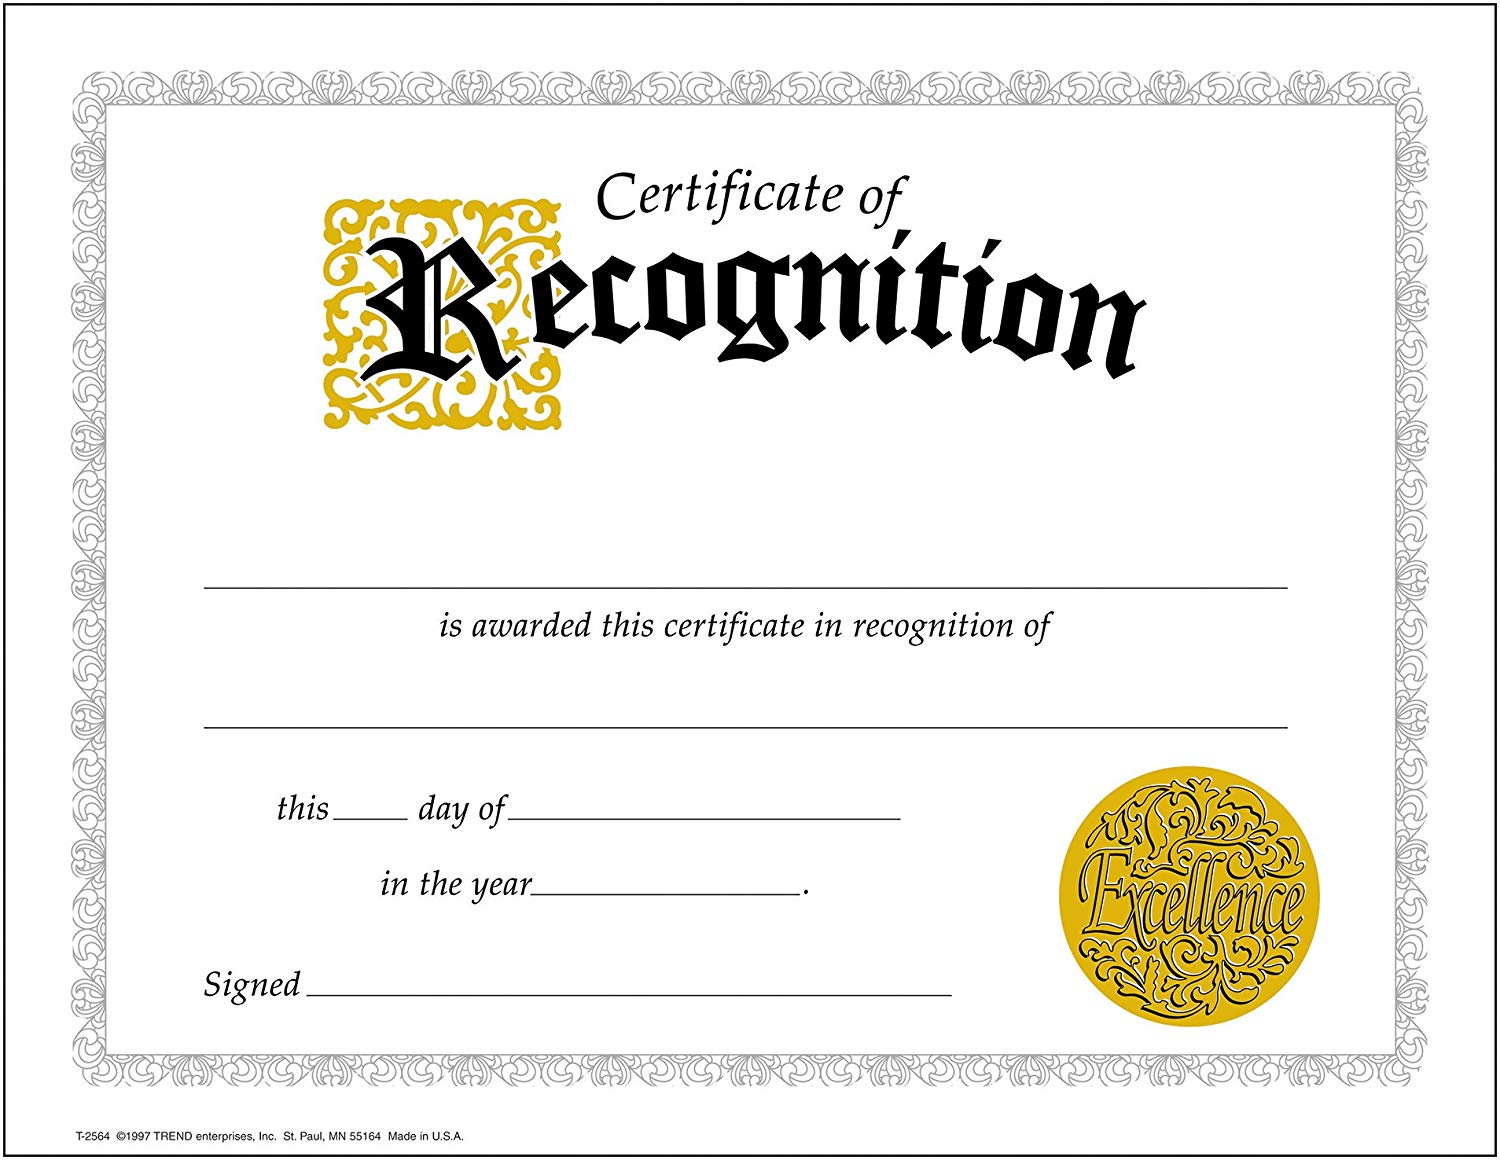 Certificate of
Recognition
is awarded this certificate in recognition of
this day of
in the year .
Signed
Excellence
T-2564 ©1997 TREND enterprises, Inc. St. Paul, MN 55164 Made in U.S.A.